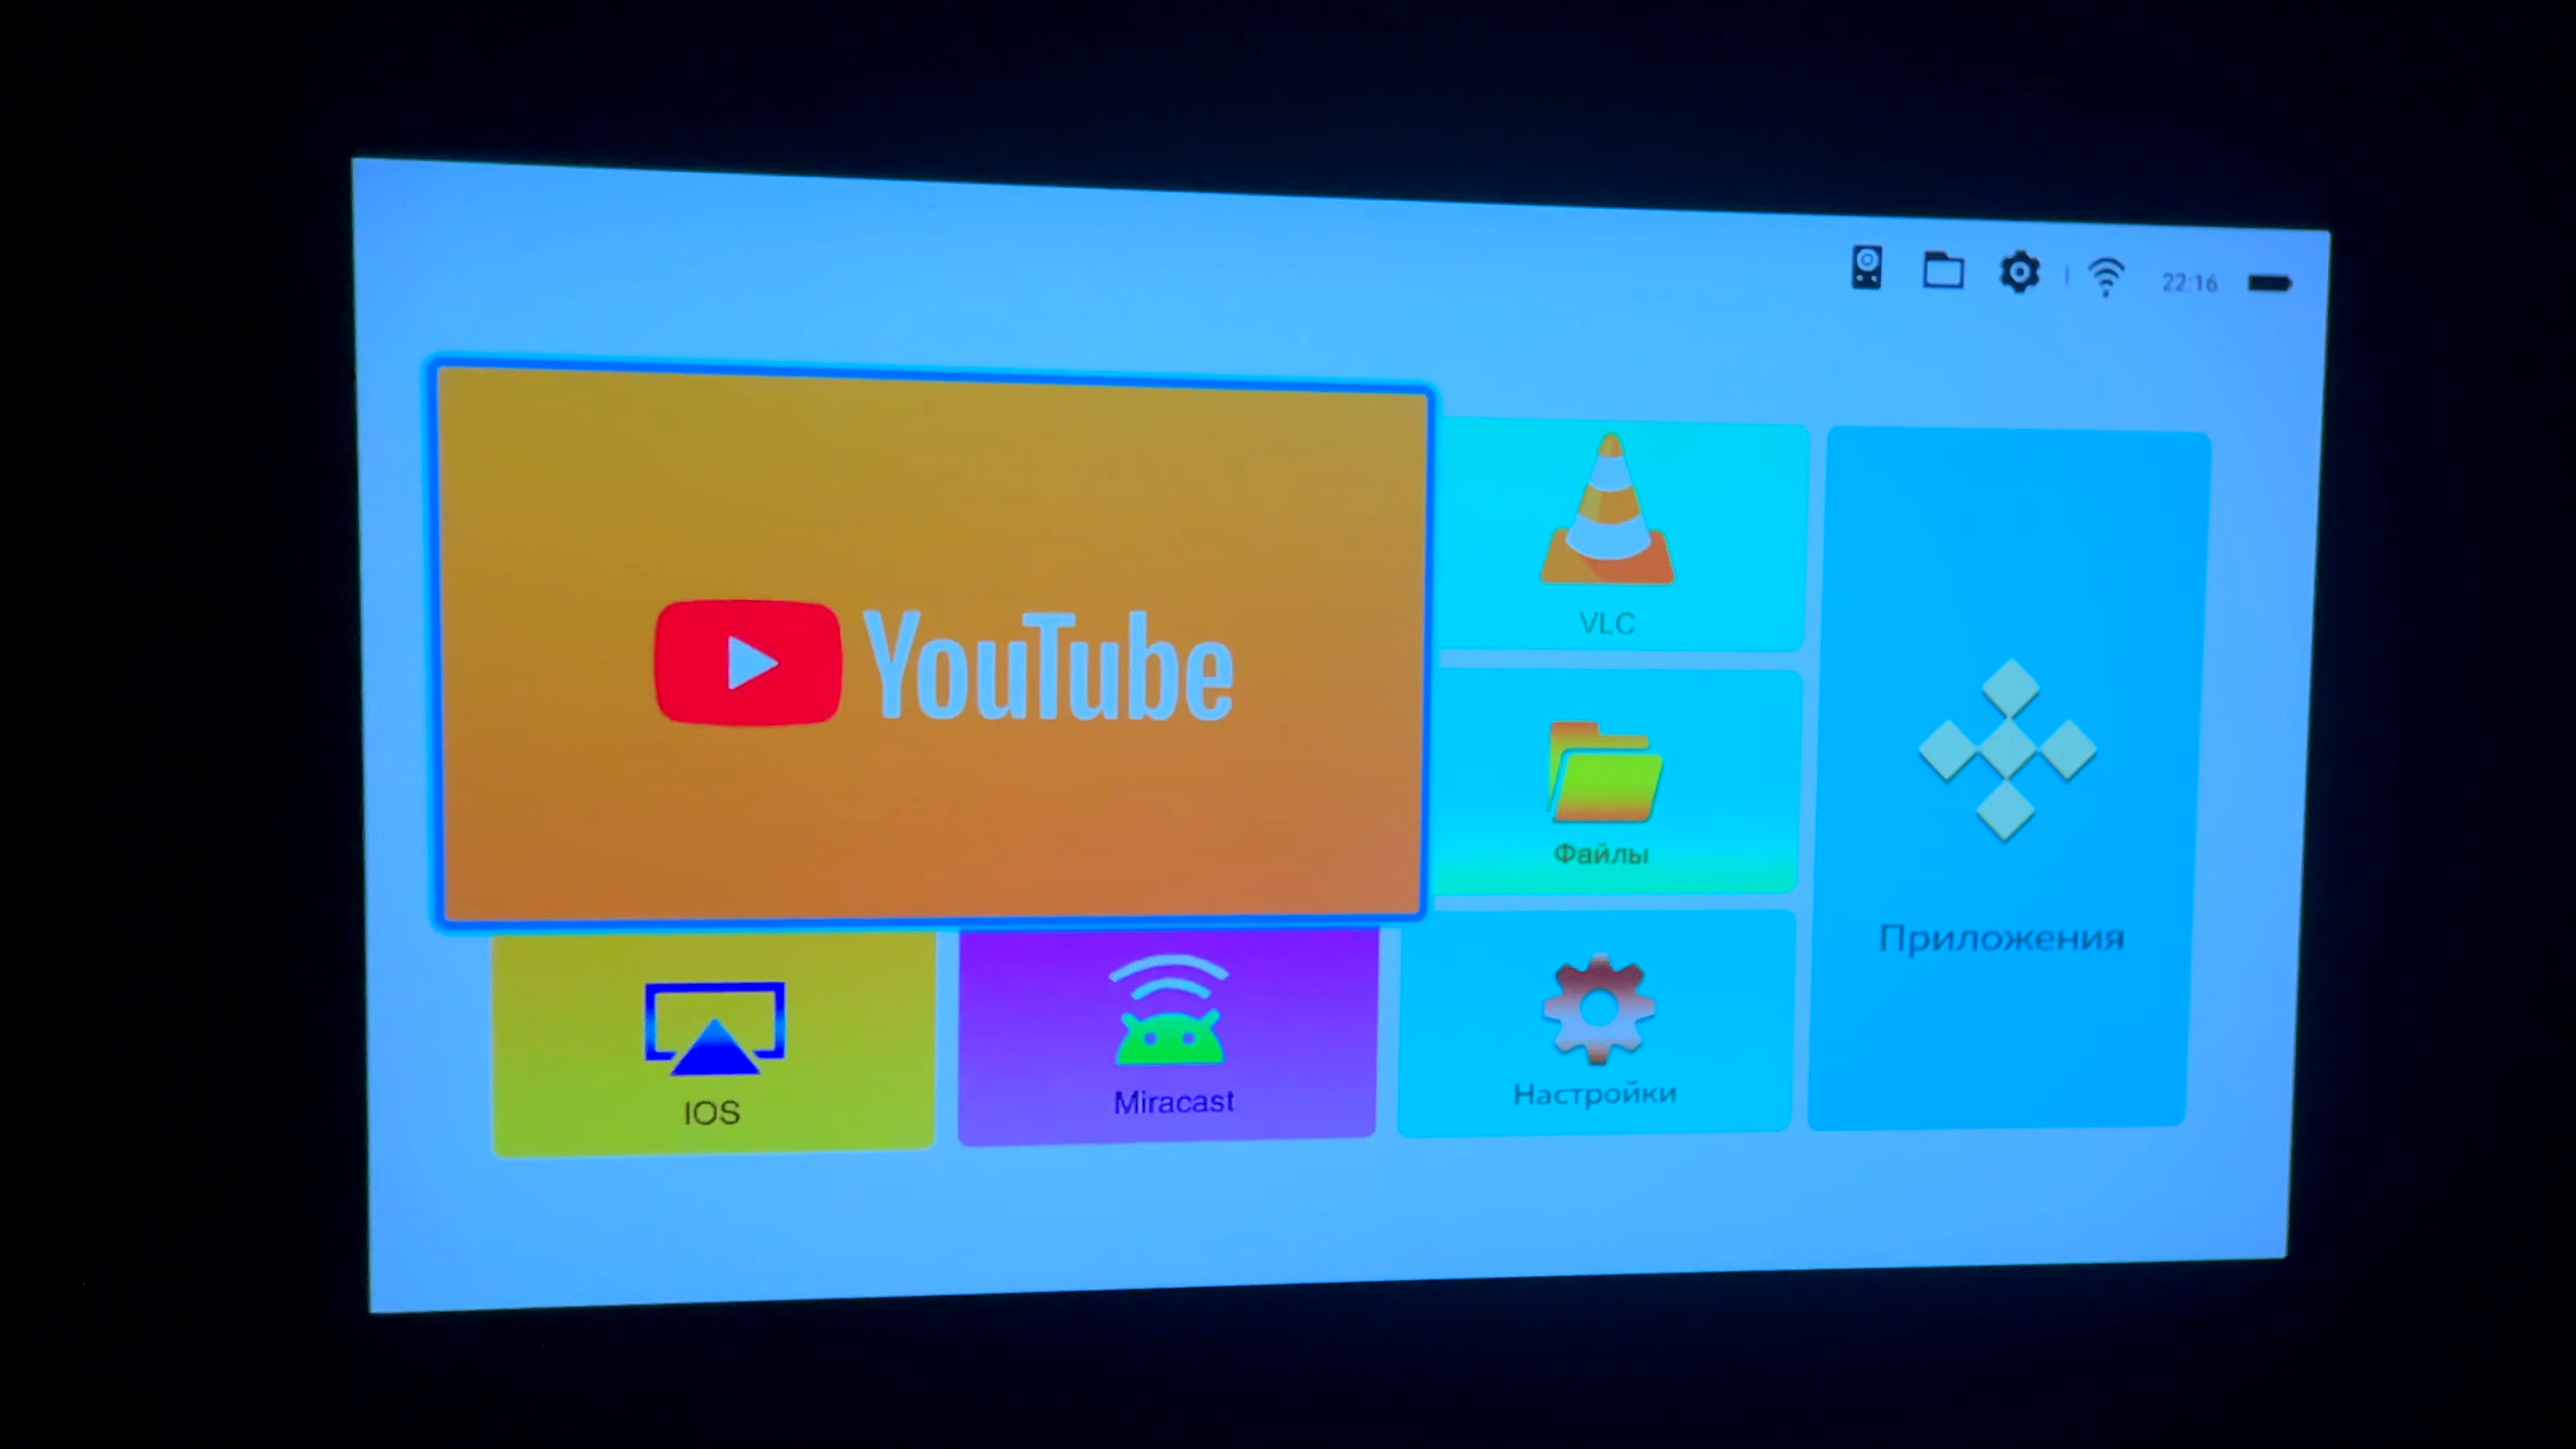 22:16
YouTube
VLC
Файлы
Приложения
IOS
Miracast
Настройки